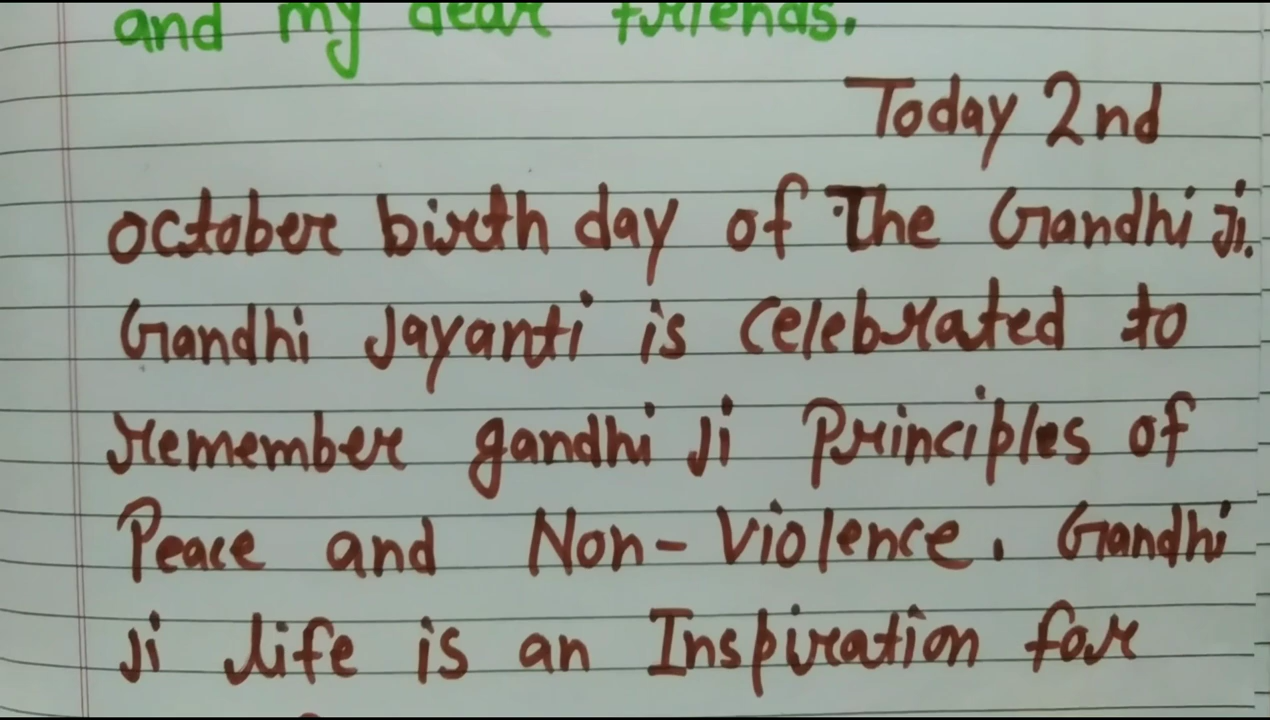 and my dear friends.
Today 2nd
october birth day of The Gandhi Ji.
Gandhi Jayanti is celebrated to
remember gandhi Ji Principles of
Peace and Non-Violence. Gandhi
Ji life is an Inspiration for